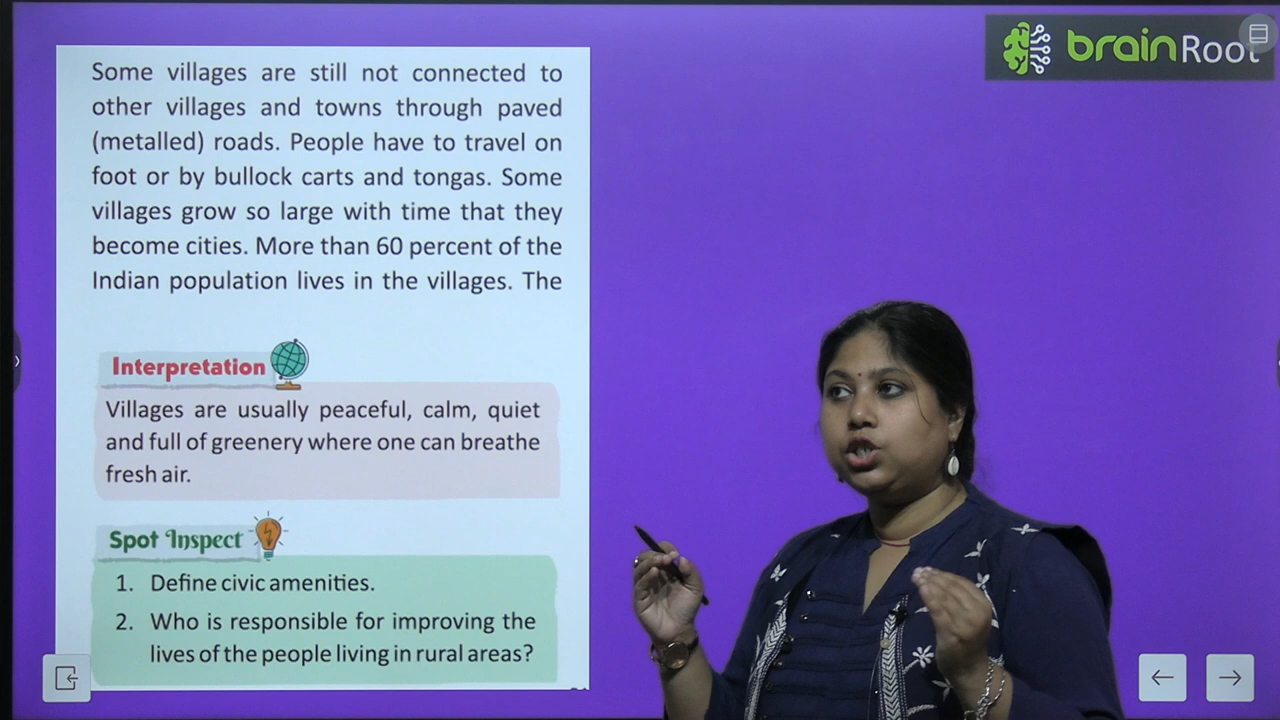 brainRoot
Some villages are still not connected to
other villages and towns through paved
(metalled) roads. People have to travel on
foot or by bullock carts and tongas. Some
villages grow so large with time that they
become cities. More than 60 percent of the
Indian population lives in the villages. The
Interpretation
Villages are usually peaceful, calm, quiet
and full of greenery where one can breathe
fresh air.
Spot Inspect
1. Define civic amenities.
2. Who is responsible for improving the
lives of the people living in rural areas?